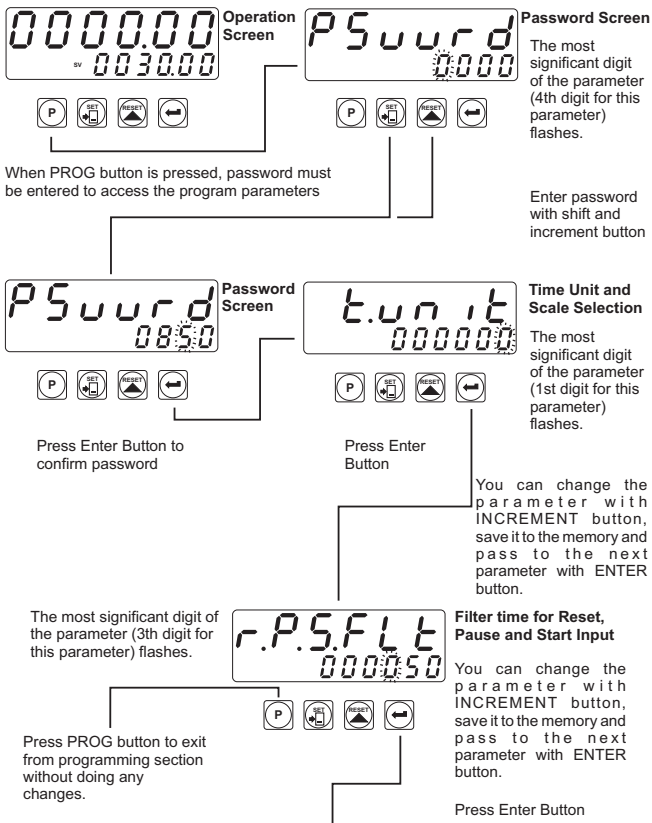 0000.00
Operation Screen
SV 0030.00
P SET RESET
PSuurd
0000
Password Screen
The most
significant digit
of the parameter
(4th digit for this
parameter)
flashes.
P SET RESET
When PROG button is pressed, password must
be entered to access the program parameters
Enter password
with shift and
increment button
PSuurd
0850
Password
Screen
P SET RESET
Press Enter Button to
confirm password
t.unit
000000
Time Unit and
Scale Selection
The most
significant digit
of the parameter
(1st digit for this
parameter)
flashes.
P SET RESET
Press Enter
Button
You can change the
parameter with
INCREMENT button,
save it to the memory and
pass to the next
parameter with ENTER
button.
The most significant digit of
the parameter (3th digit for
this parameter) flashes.
r.P.S.FLt
000050
Filter time for Reset,
Pause and Start Input
You can change the
parameter with
INCREMENT button,
save it to the memory and
pass to the next
parameter with ENTER
button.
P SET RESET
Press PROG button to exit
from programming section
without doing any
changes.
Press Enter Button